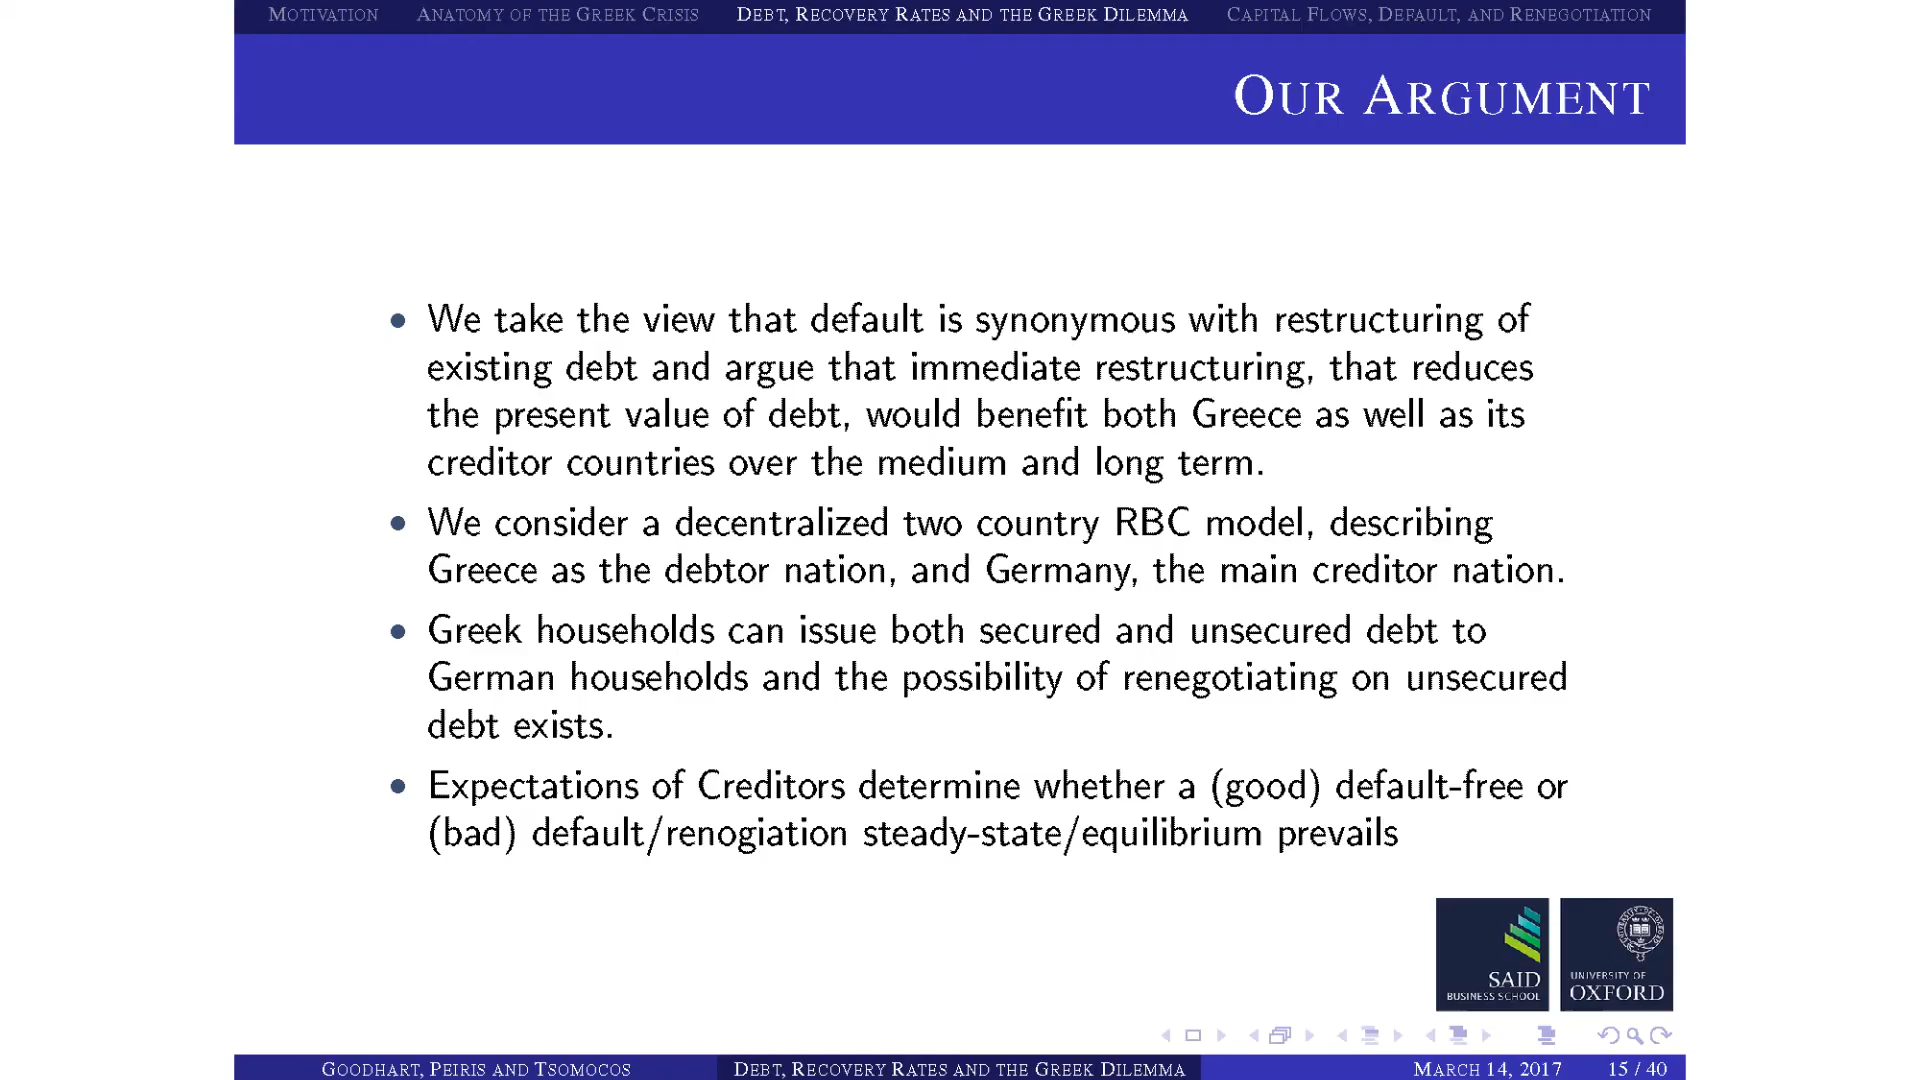 MOTIVATION ANATOMY OF THE GREEK CRISIS DEBT, RECOVERY RATES AND THE GREEK DILEMMA CAPITAL FLOWS, DEFAULT, AND RENEGOTIATION
OUR ARGUMENT
• We take the view that default is synonymous with restructuring of
existing debt and argue that immediate restructuring, that reduces
the present value of debt, would benefit both Greece as well as its
creditor countries over the medium and long term.
• We consider a decentralized two country RBC model, describing
Greece as the debtor nation, and Germany, the main creditor nation.
• Greek households can issue both secured and unsecured debt to
German households and the possibility of renegotiating on unsecured
debt exists.
• Expectations of Creditors determine whether a (good) default-free or
(bad) default/renogiation steady-state/equilibrium prevails
SAID
BUSINESS SCHOOL
UNIVERSITY OF
OXFORD
GOODHART, PEIRIS AND TSOMOCOS DEBT, RECOVERY RATES AND THE GREEK DILEMMA MARCH 14, 2017 15 / 40